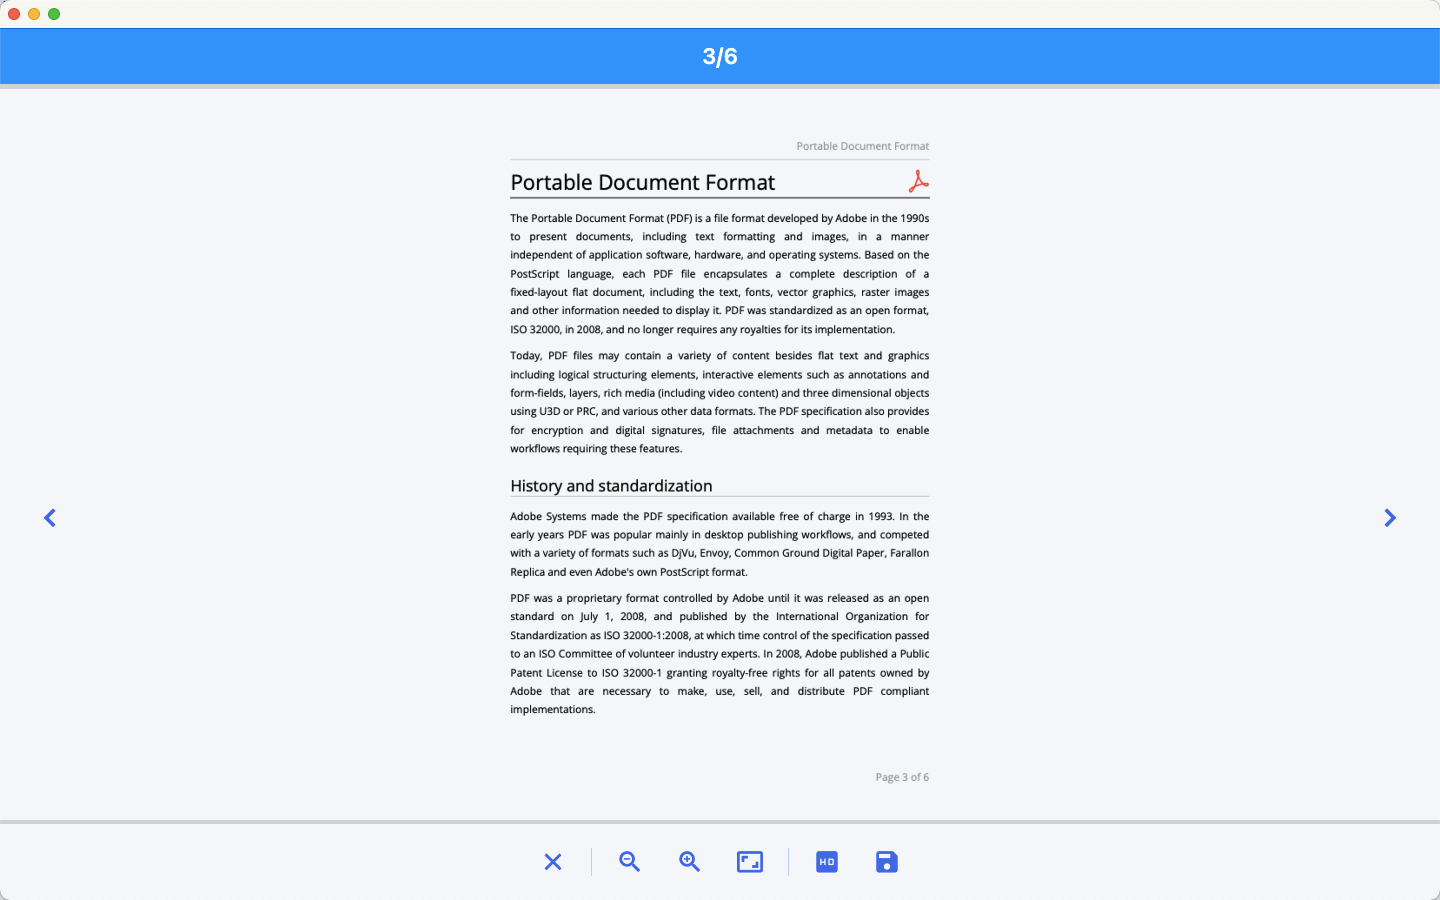 3/6
Portable Document Format
Portable Document Format
The Portable Document Format (PDF) is a file format developed by Adobe in the 1990s
to present documents, including text formatting and images, in a manner
independent of application software, hardware, and operating systems. Based on the
PostScript language, each PDF file encapsulates a complete description of a
fixed-layout flat document, including the text, fonts, vector graphics, raster images
and other information needed to display it. PDF was standardized as an open format,
ISO 32000, in 2008, and no longer requires any royalties for its implementation.
Today, PDF files may contain a variety of content besides flat text and graphics
including logical structuring elements, interactive elements such as annotations and
form-fields, layers, rich media (including video content) and three dimensional objects
using U3D or PRC, and various other data formats. The PDF specification also provides
for encryption and digital signatures, file attachments and metadata to enable
workflows requiring these features.
History and standardization
Adobe Systems made the PDF specification available free of charge in 1993. In the
early years PDF was popular mainly in desktop publishing workflows, and competed
with a variety of formats such as DjVu, Envoy, Common Ground Digital Paper, Farallon
Replica and even Adobe's own PostScript format.
PDF was a proprietary format controlled by Adobe until it was released as an open
standard on July 1, 2008, and published by the International Organization for
Standardization as ISO 32000-1:2008, at which time control of the specification passed
to an ISO Committee of volunteer industry experts. In 2008, Adobe published a Public
Patent License to ISO 32000-1 granting royalty-free rights for all patents owned by
Adobe that are necessary to make, use, sell, and distribute PDF compliant
implementations.
Page 3 of 6
HD